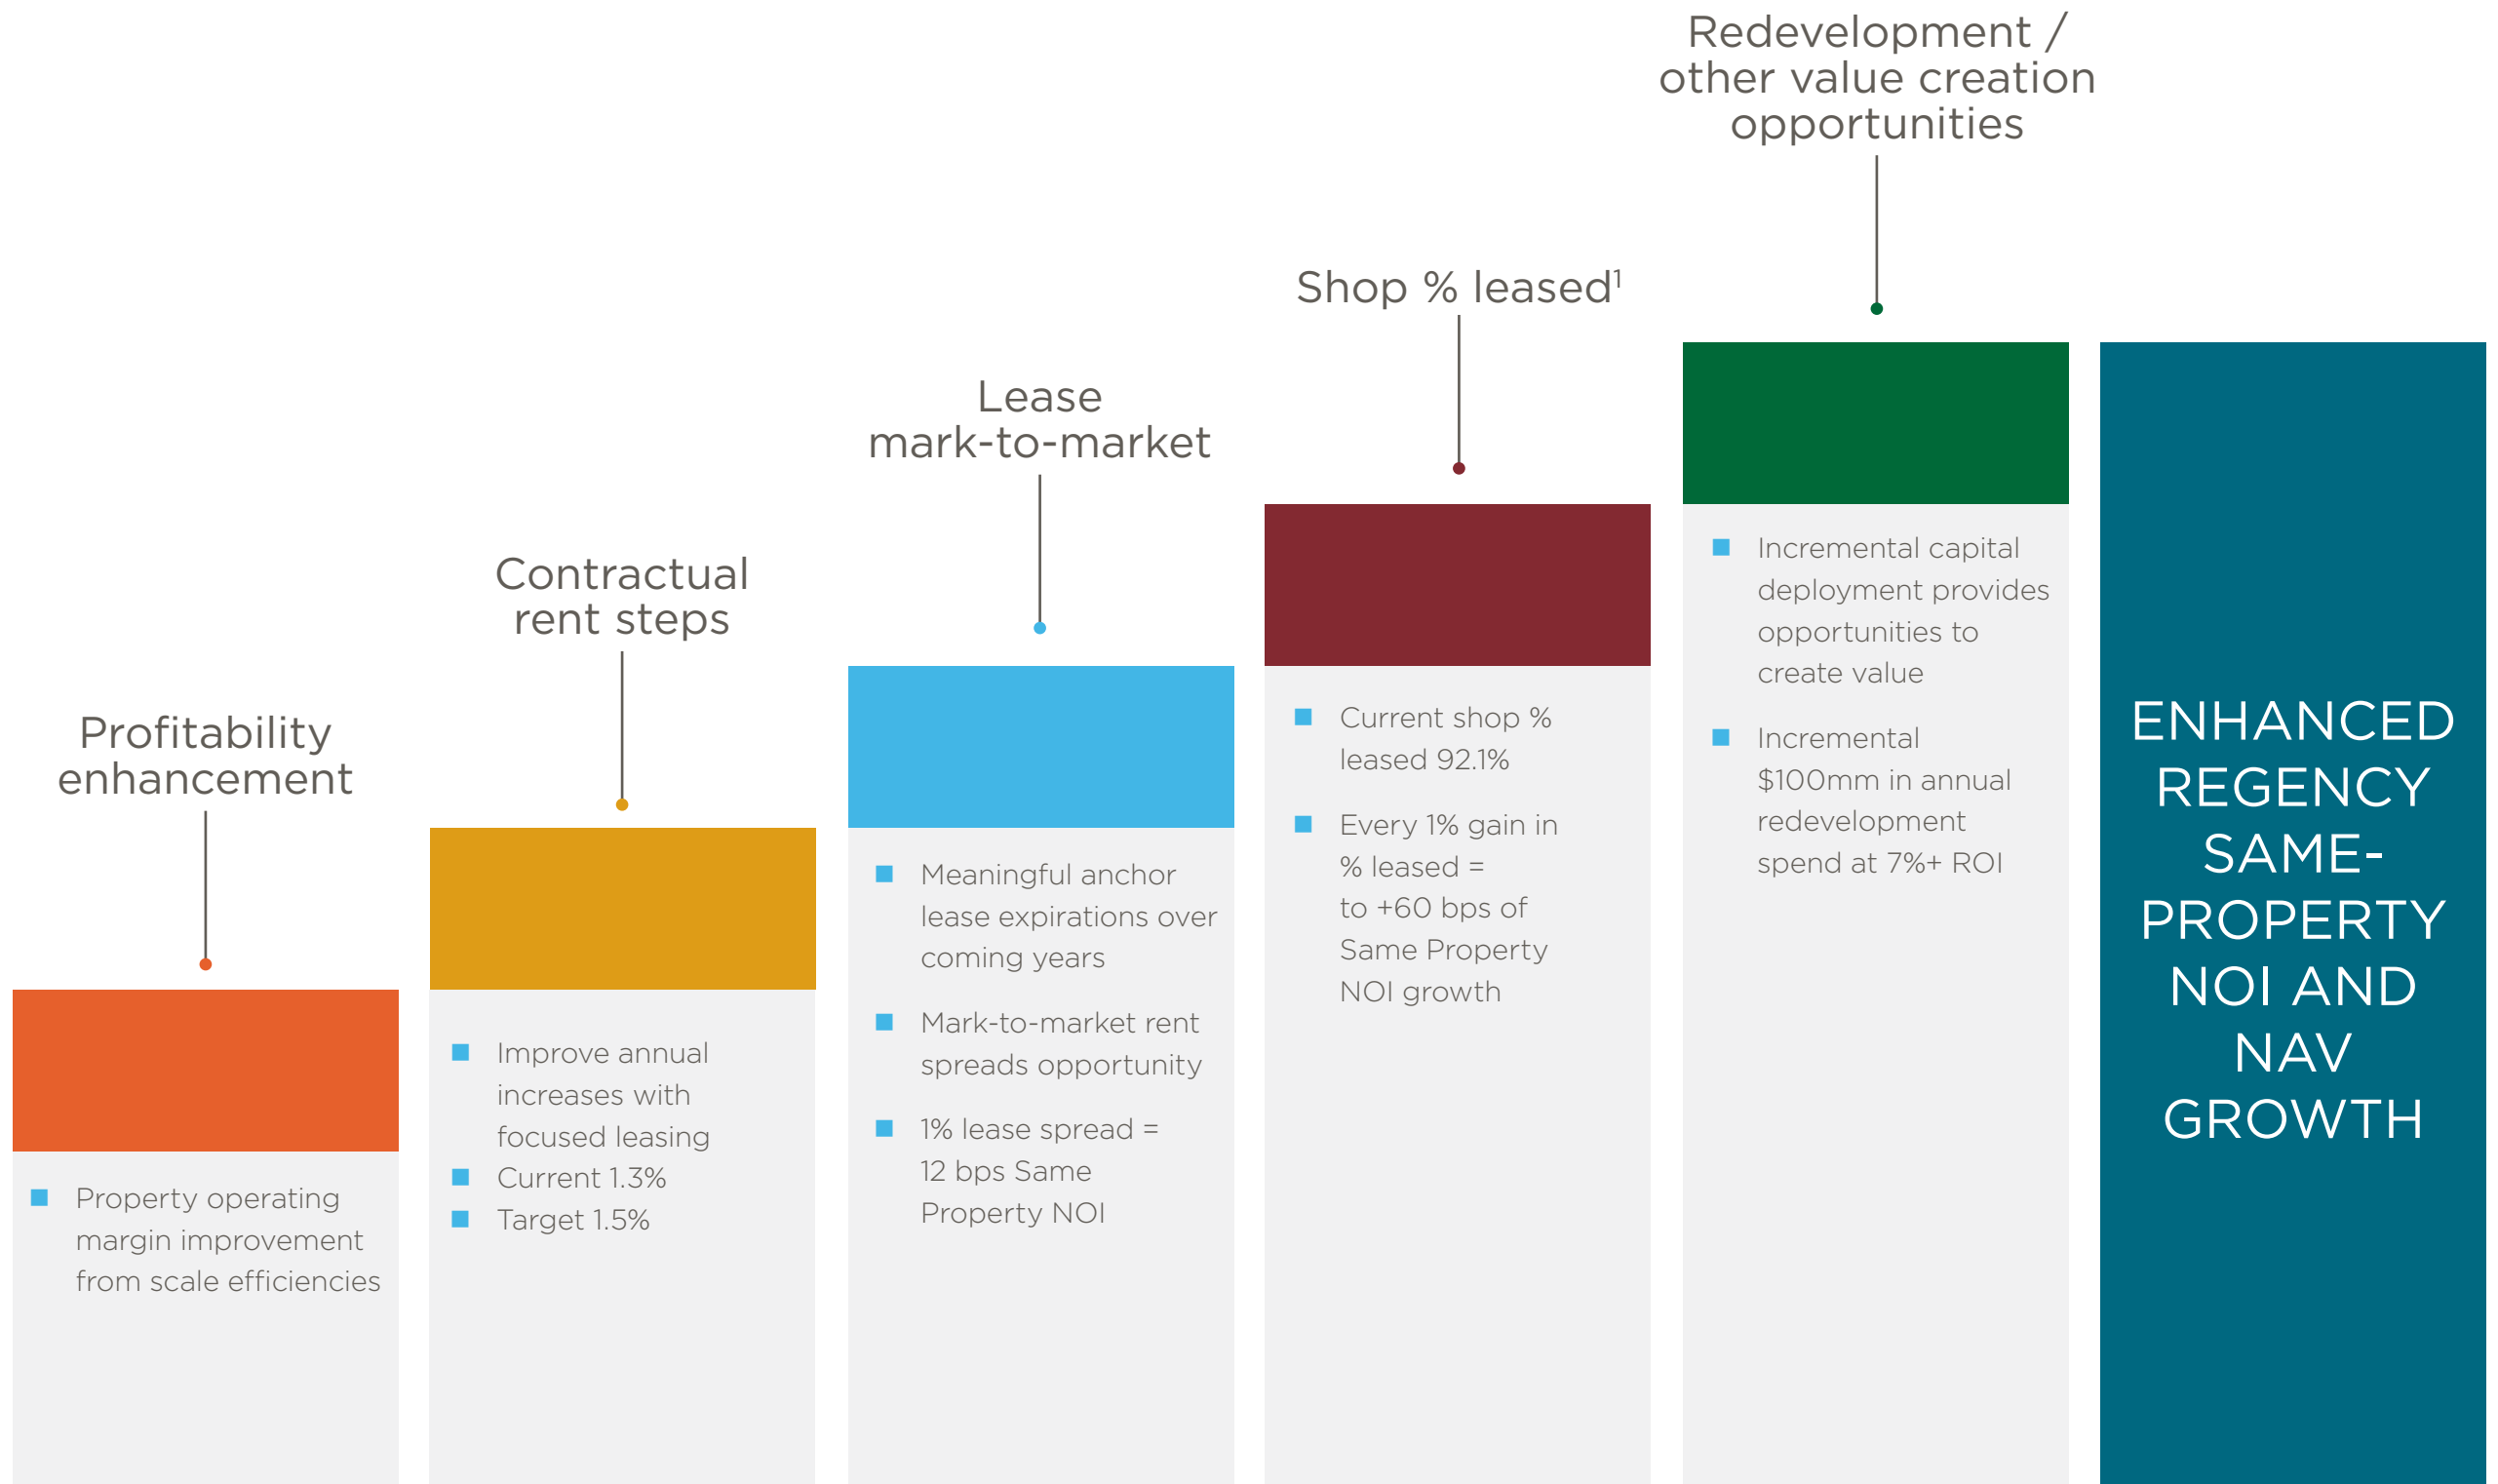 Profitability
enhancement
Property operating
margin improvement
from scale efficiencies
Contractual
rent steps
Improve annual
increases with
focused leasing
Current 1.3%
Target 1.5%
Lease
mark-to-market
Meaningful anchor
lease expirations over
coming years
Mark-to-market rent
spreads opportunity
1% lease spread =
12 bps Same
Property NOI
Shop % leased¹
Current shop %
leased 92.1%
Every 1% gain in
% leased =
to +60 bps of
Same Property
NOI growth
Redevelopment /
other value creation
opportunities
Incremental capital
deployment provides
opportunities to
create value
Incremental
$100mm in annual
redevelopment
spend at 7%+ ROI
ENHANCED
REGENCY
SAME-
PROPERTY
NOI AND
NAV
GROWTH